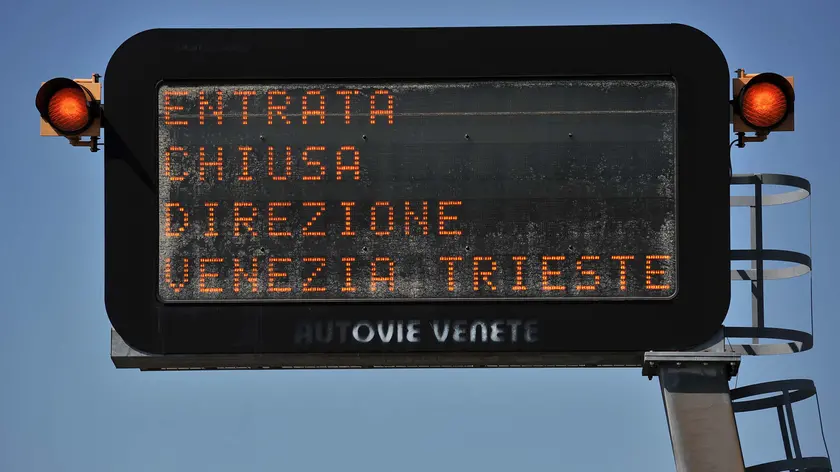 ENTRATA
CHIUSA
DIREZIONE
VENEZIA TRIESTE
AUTOVIE VENETE